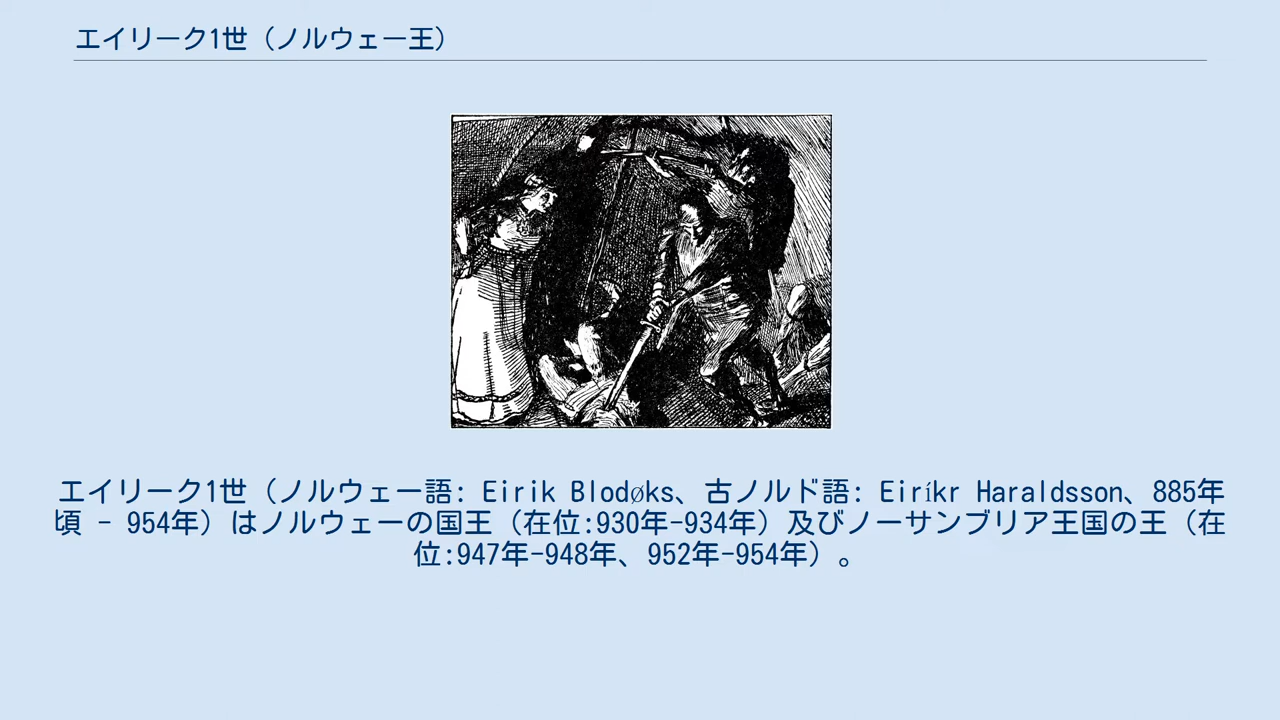 エイリーク1世（ノルウェー王）
エイリーク1世（ノルウェー語: Eirik Blodøks、古ノルド語: Eiríkr Haraldsson、885年
頃 - 954年）はノルウェーの国王（在位:930年-934年）及びノーサンブリア王国の王（在
位:947年-948年、952年-954年）。